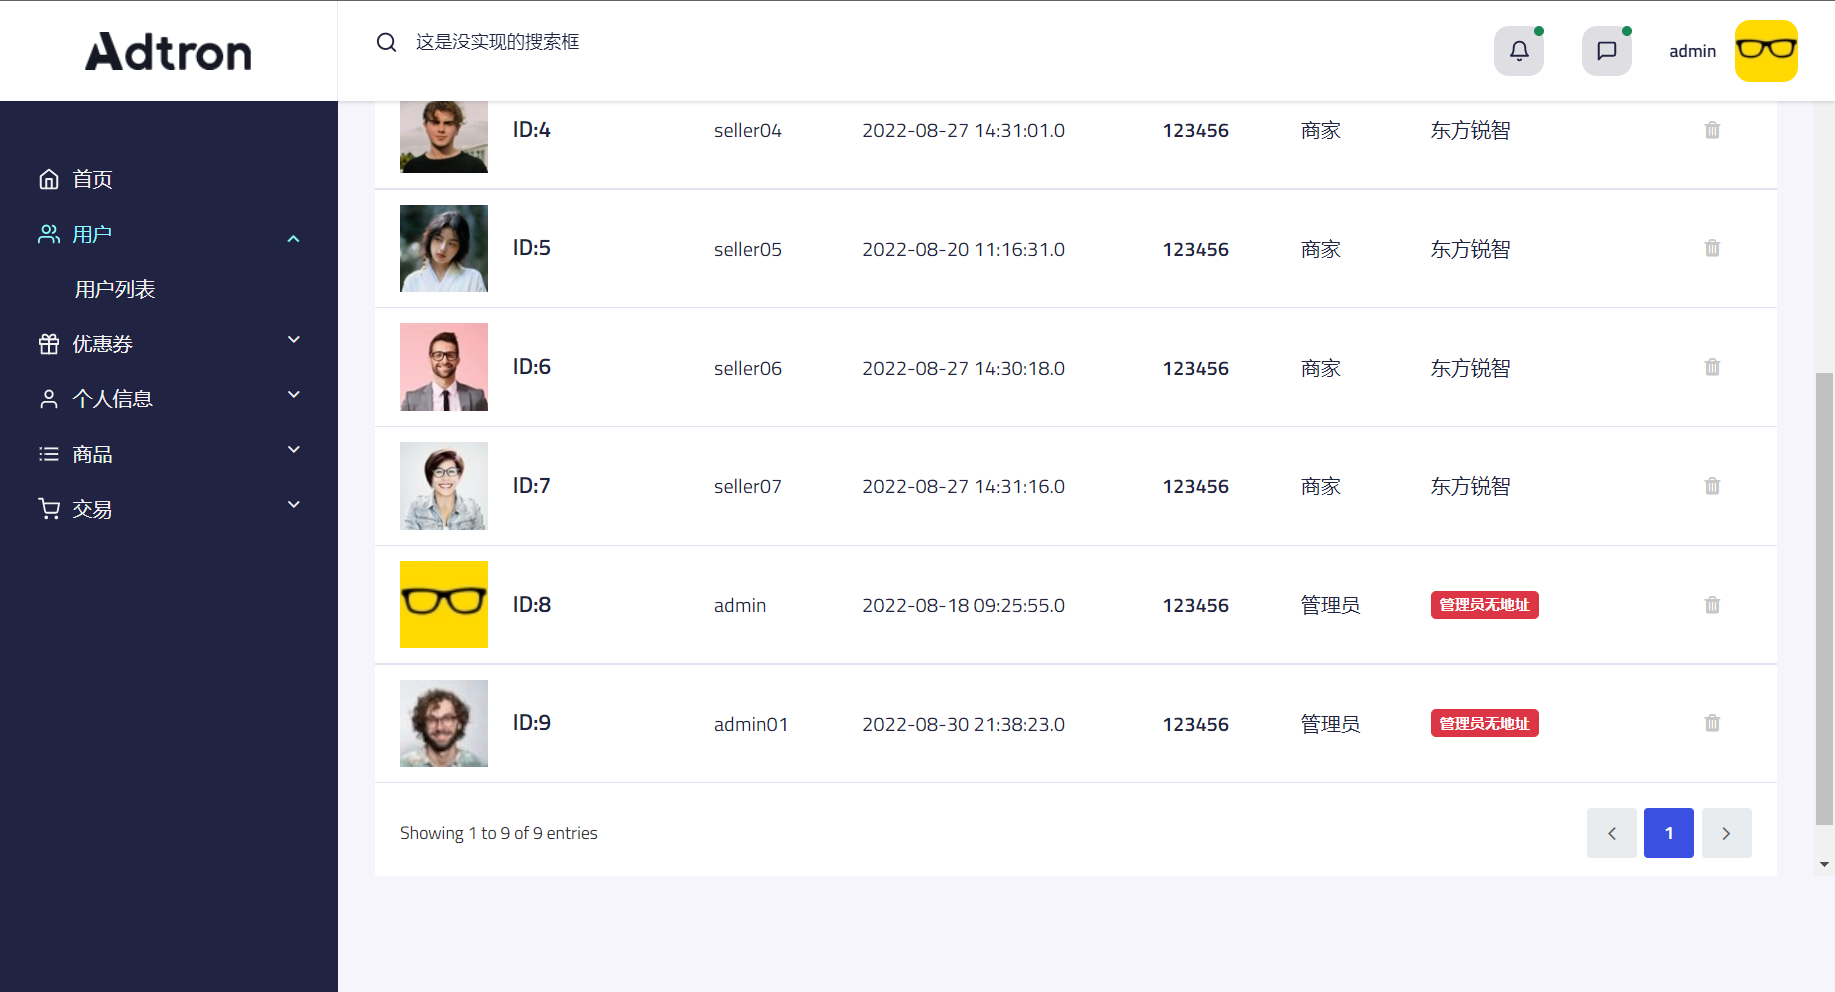 Adtron
这是没实现的搜索框
admin
首页
用户
用户列表
优惠券
个人信息
商品
交易
ID:4 seller04 2022-08-27 14:31:01.0 123456 商家 东方锐智
ID:5 seller05 2022-08-20 11:16:31.0 123456 商家 东方锐智
ID:6 seller06 2022-08-27 14:30:18.0 123456 商家 东方锐智
ID:7 seller07 2022-08-27 14:31:16.0 123456 商家 东方锐智
ID:8 admin 2022-08-18 09:25:55.0 123456 管理员 管理员无地址
ID:9 admin01 2022-08-30 21:38:23.0 123456 管理员 管理员无地址
Showing 1 to 9 of 9 entries
1